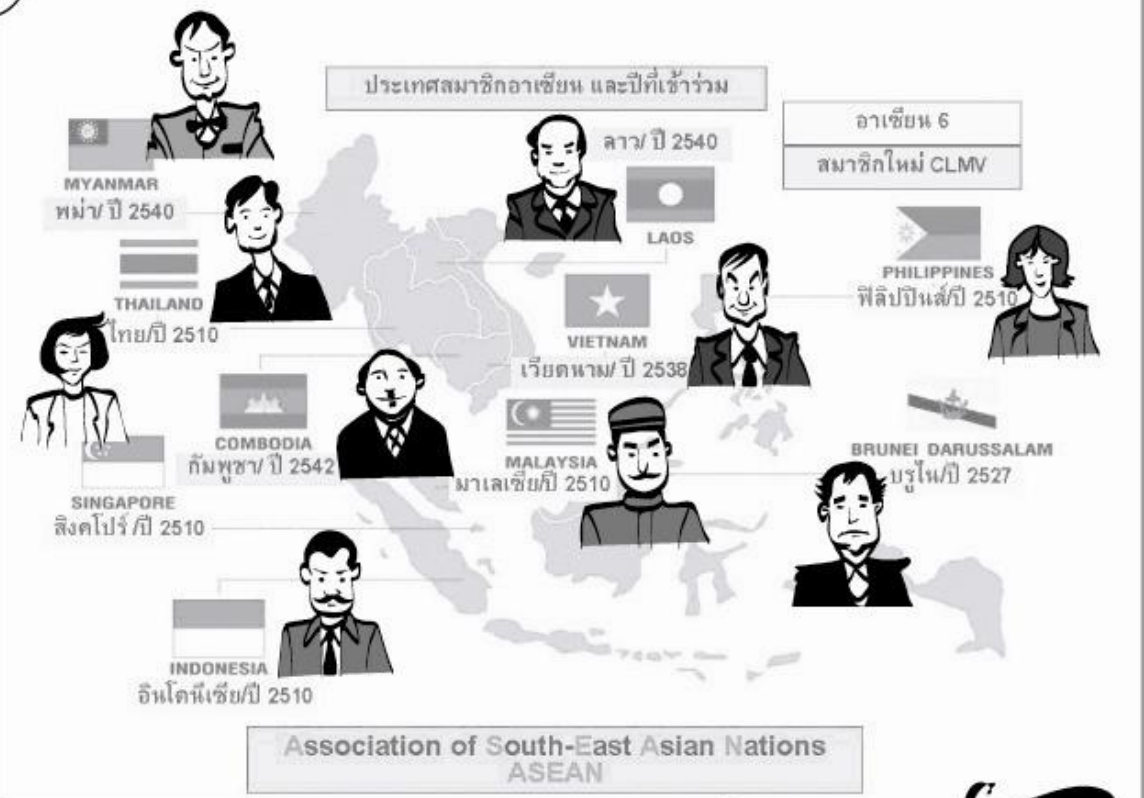 ประเทศสมาชิกอาเซียน และปีที่เข้าร่วม
อาเซียน 6
สมาชิกใหม่ CLMV
MYANMAR
พม่า/ ปี 2540
ลาว/ ปี 2540
LAOS
THAILAND
ไทย/ปี 2510
VIETNAM
เวียดนาม/ ปี 2538
PHILIPPINES
ฟิลิปปินส์/ปี 2510
COMBODIA
กัมพูชา/ ปี 2542
MALAYSIA
มาเลเซีย/ปี 2510
BRUNEI DARUSSALAM
บรูไน/ปี 2527
SINGAPORE
สิงคโปร์ /ปี 2510
INDONESIA
อินโดนีเซีย/ปี 2510
Association of South-East Asian Nations
ASEAN